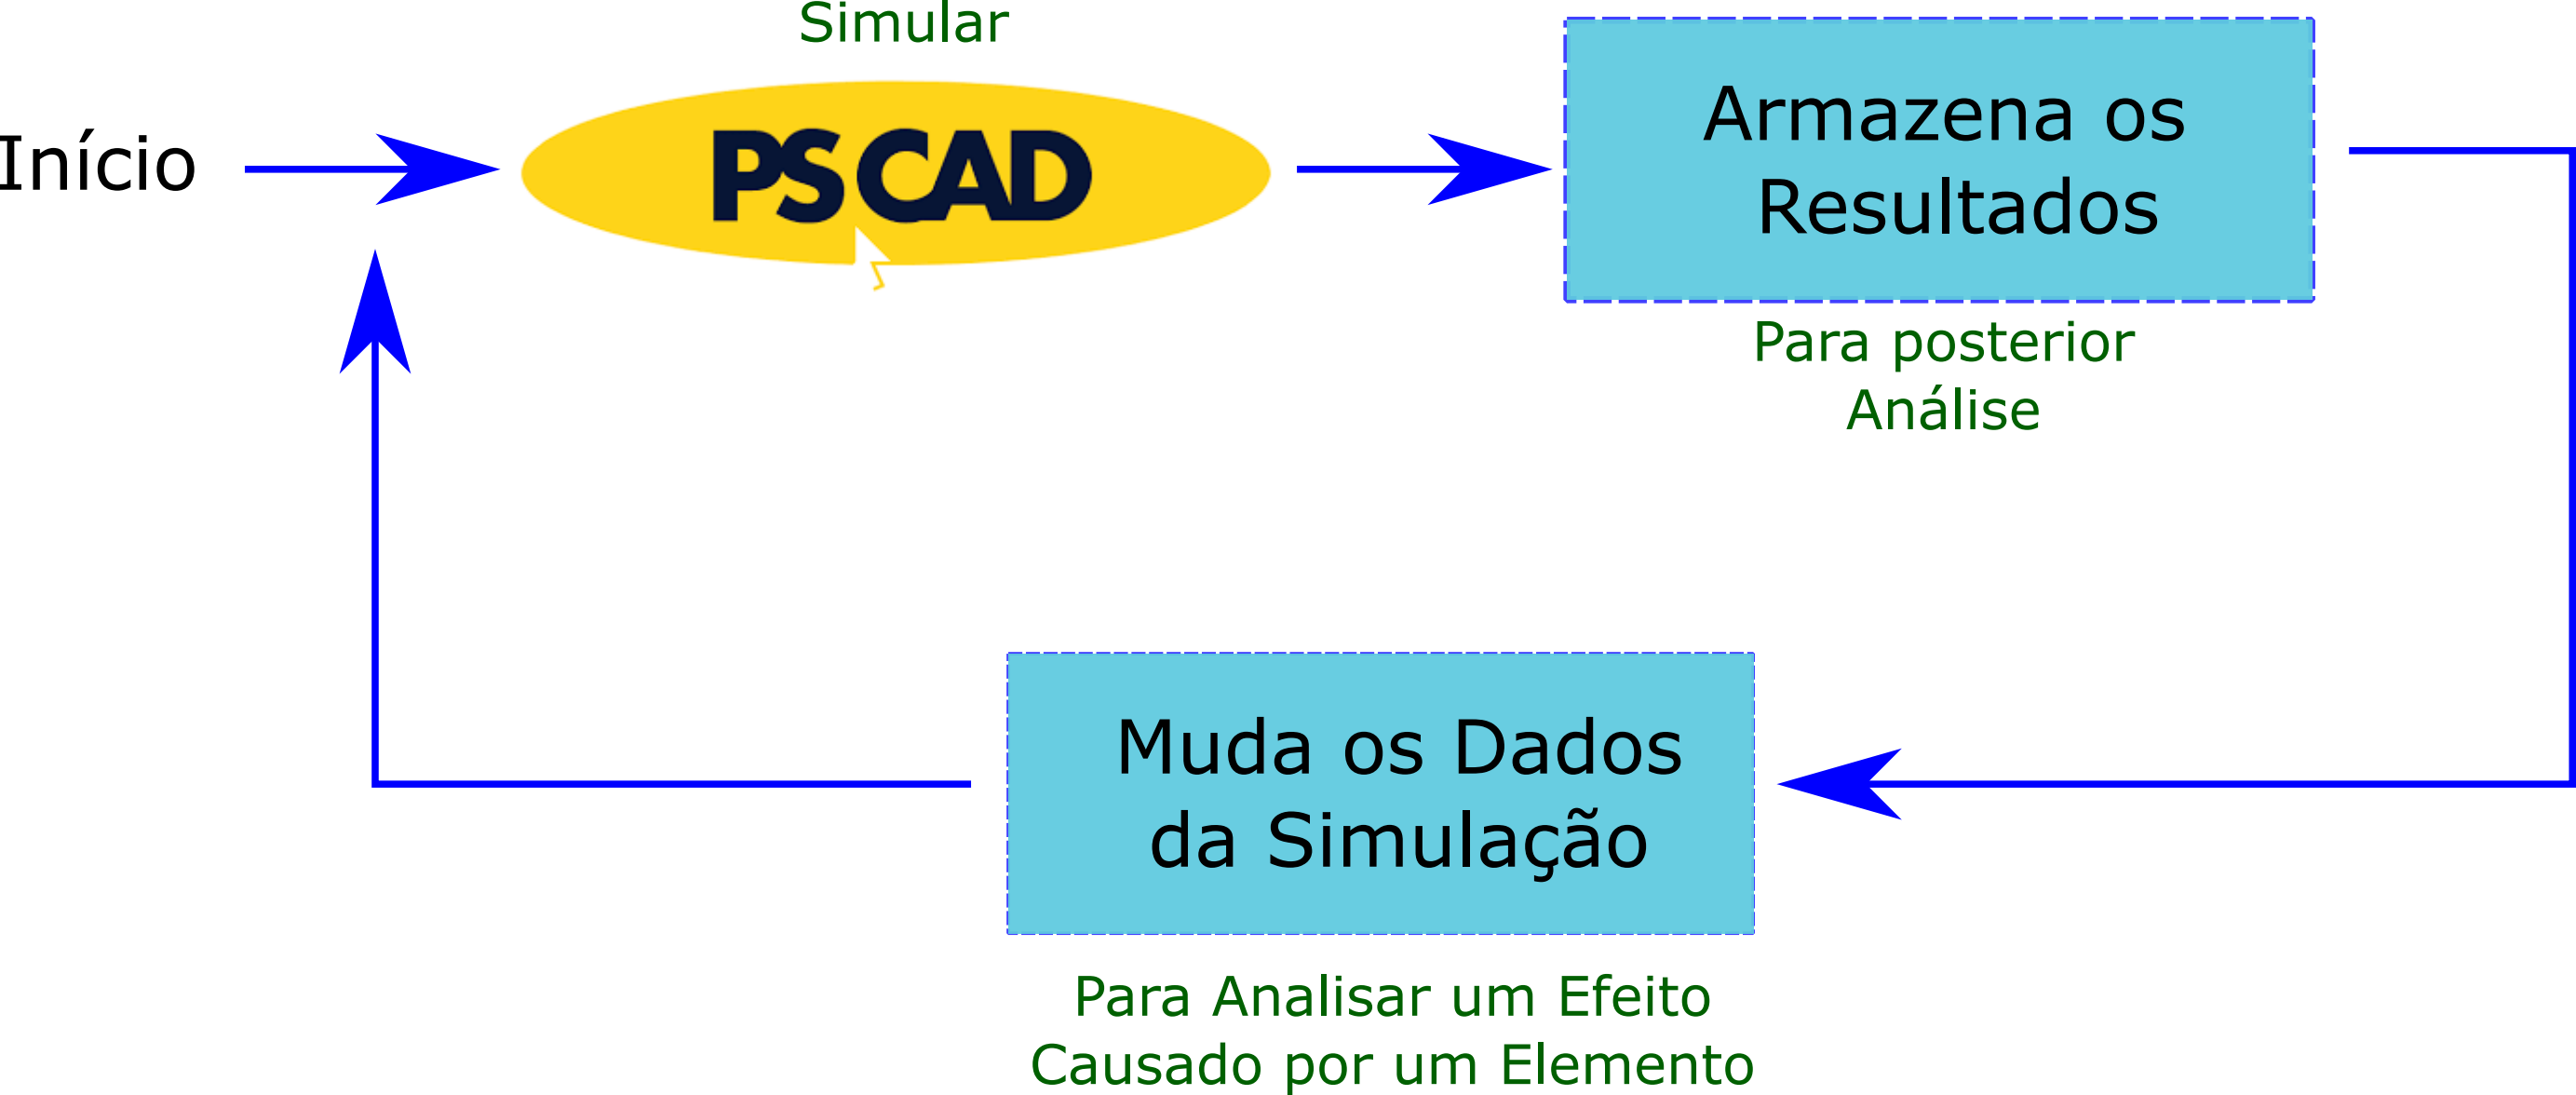 Simular
Início
PSCAD
Armazena os
Resultados
Para posterior
Análise
Muda os Dados
da Simulação
Para Analisar um Efeito
Causado por um Elemento